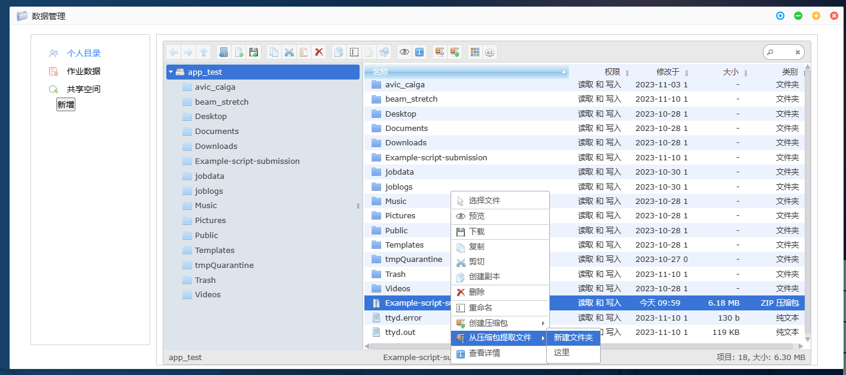 数据管理
个人目录
作业数据
共享空间
新增
app_test
avic_caiga
beam_stretch
Desktop
Documents
Downloads
Example-script-submission
jobdata
joblogs
Music
Pictures
Public
Templates
tmpQuarantine
Trash
Videos
名称 权限 修改于 大小 类别
avic_caiga 读取 和 写入 2023-11-03 1 - 文件夹
beam_stretch 读取 和 写入 2023-10-28 1 - 文件夹
Desktop 读取 和 写入 2023-10-28 1 - 文件夹
Documents 读取 和 写入 2023-10-28 1 - 文件夹
Downloads 读取 和 写入 2023-10-28 1 - 文件夹
Example-script-submission 读取 和 写入 2023-11-10 1 - 文件夹
jobdata 读取 和 写入 2023-10-30 1 - 文件夹
joblogs 读取 和 写入 2023-10-30 1 - 文件夹
Music 读取 和 写入 2023-10-28 1 - 文件夹
Pictures 读取 和 写入 2023-10-28 1 - 文件夹
Public 读取 和 写入 2023-10-28 1 - 文件夹
Templates 读取 和 写入 2023-10-28 1 - 文件夹
tmpQuarantine 读取 和 写入 2023-10-27 0 - 文件夹
Trash 读取 和 写入 2023-11-10 1 - 文件夹
Videos 读取 和 写入 2023-10-28 1 - 文件夹
Example-script-su 读取 和 写入 今天 09:59 6.18 MB ZIP 压缩包
ttyd.error 读取 和 写入 2023-11-10 1 130 b 纯文本
ttyd.out 读取 和 写入 2023-11-10 1 119 KB 纯文本
选择文件
预览
下载
复制
剪切
创建副本
删除
重命名
创建压缩包
从压缩包提取文件
查看详情
新建文件夹
这里
app_test Example-script-su 项目: 18, 大小: 6.30 MB